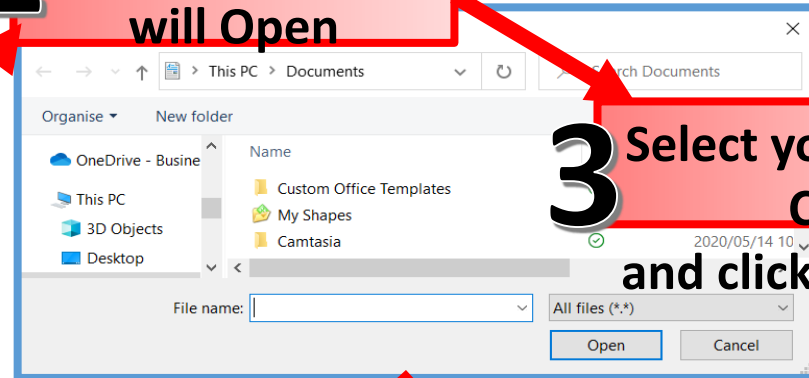 will Open
This PC > Documents
Search Documents
Organise
New folder
OneDrive - Busine
This PC
3D Objects
Desktop
Name
Custom Office Templates
My Shapes
Camtasia
2020/05/14 10
3
Select yo
and click
File name:
All files (*.*)
Open
Cancel